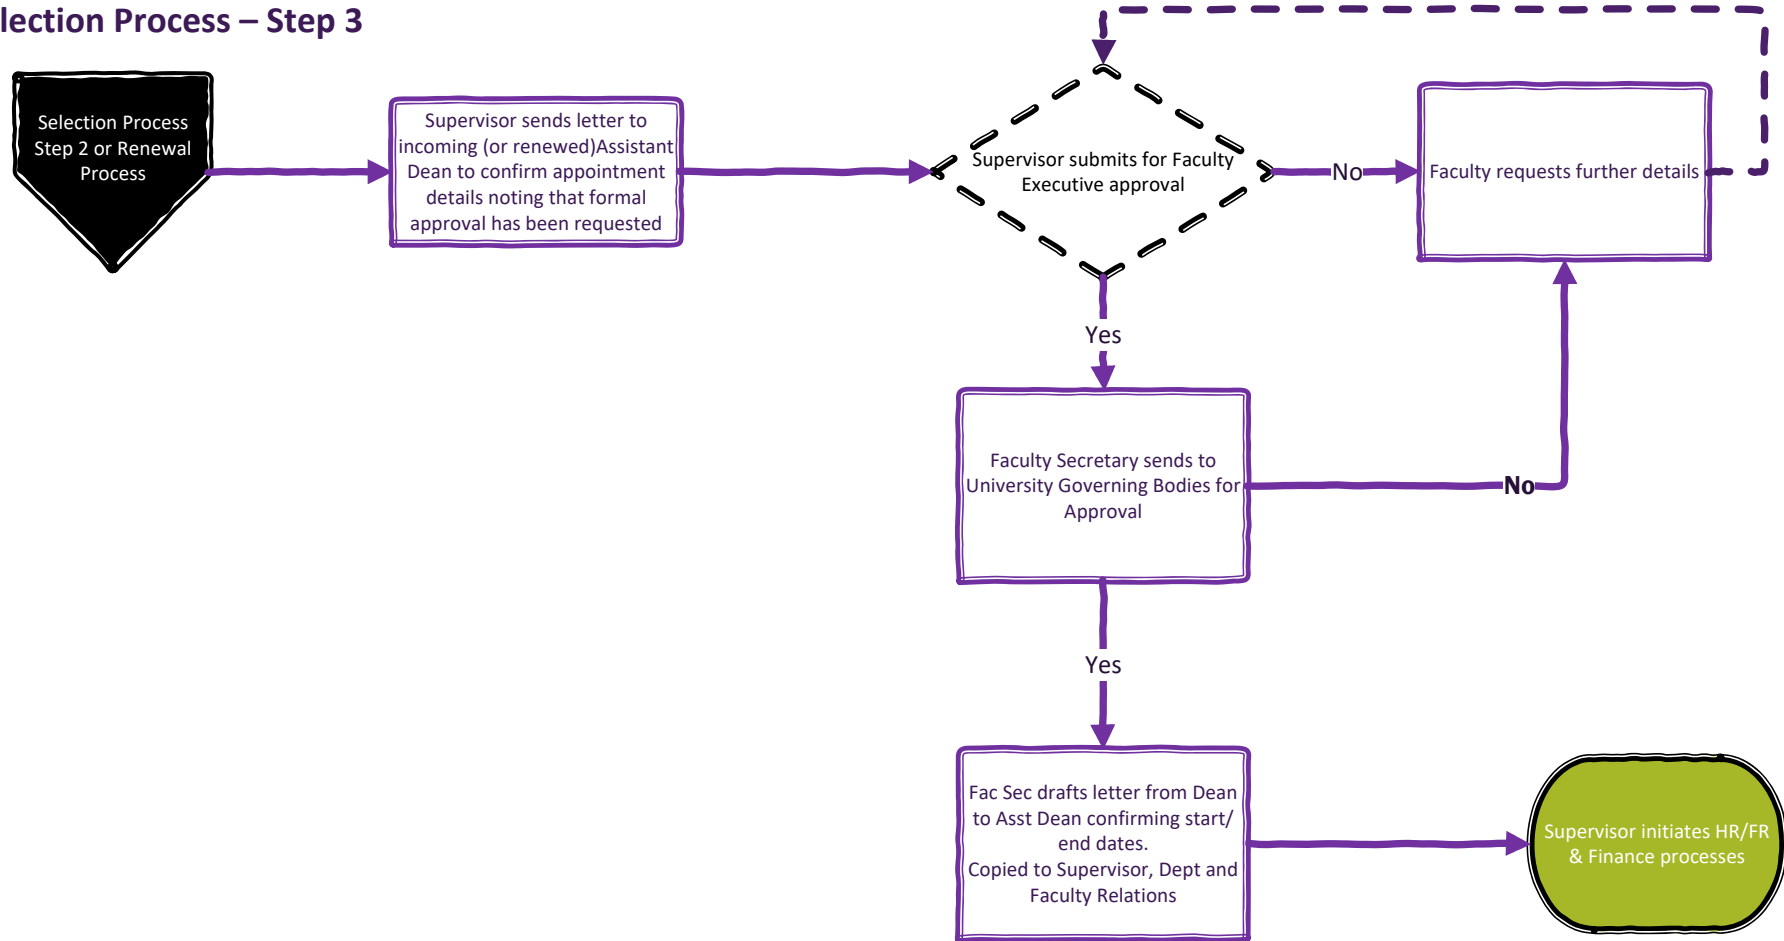 lection Process – Step 3
Selection Process
Step 2 or Renewal
Process
Supervisor sends letter to
incoming (or renewed)Assistant
Dean to confirm appointment
details noting that formal
approval has been requested
Supervisor submits for Faculty
Executive approval
No
Faculty requests further details
Yes
Faculty Secretary sends to
University Governing Bodies for
Approval
No
Yes
Fac Sec drafts letter from Dean
to Asst Dean confirming start/
end dates.
Copied to Supervisor, Dept and
Faculty Relations
Supervisor initiates HR/FR
& Finance processes